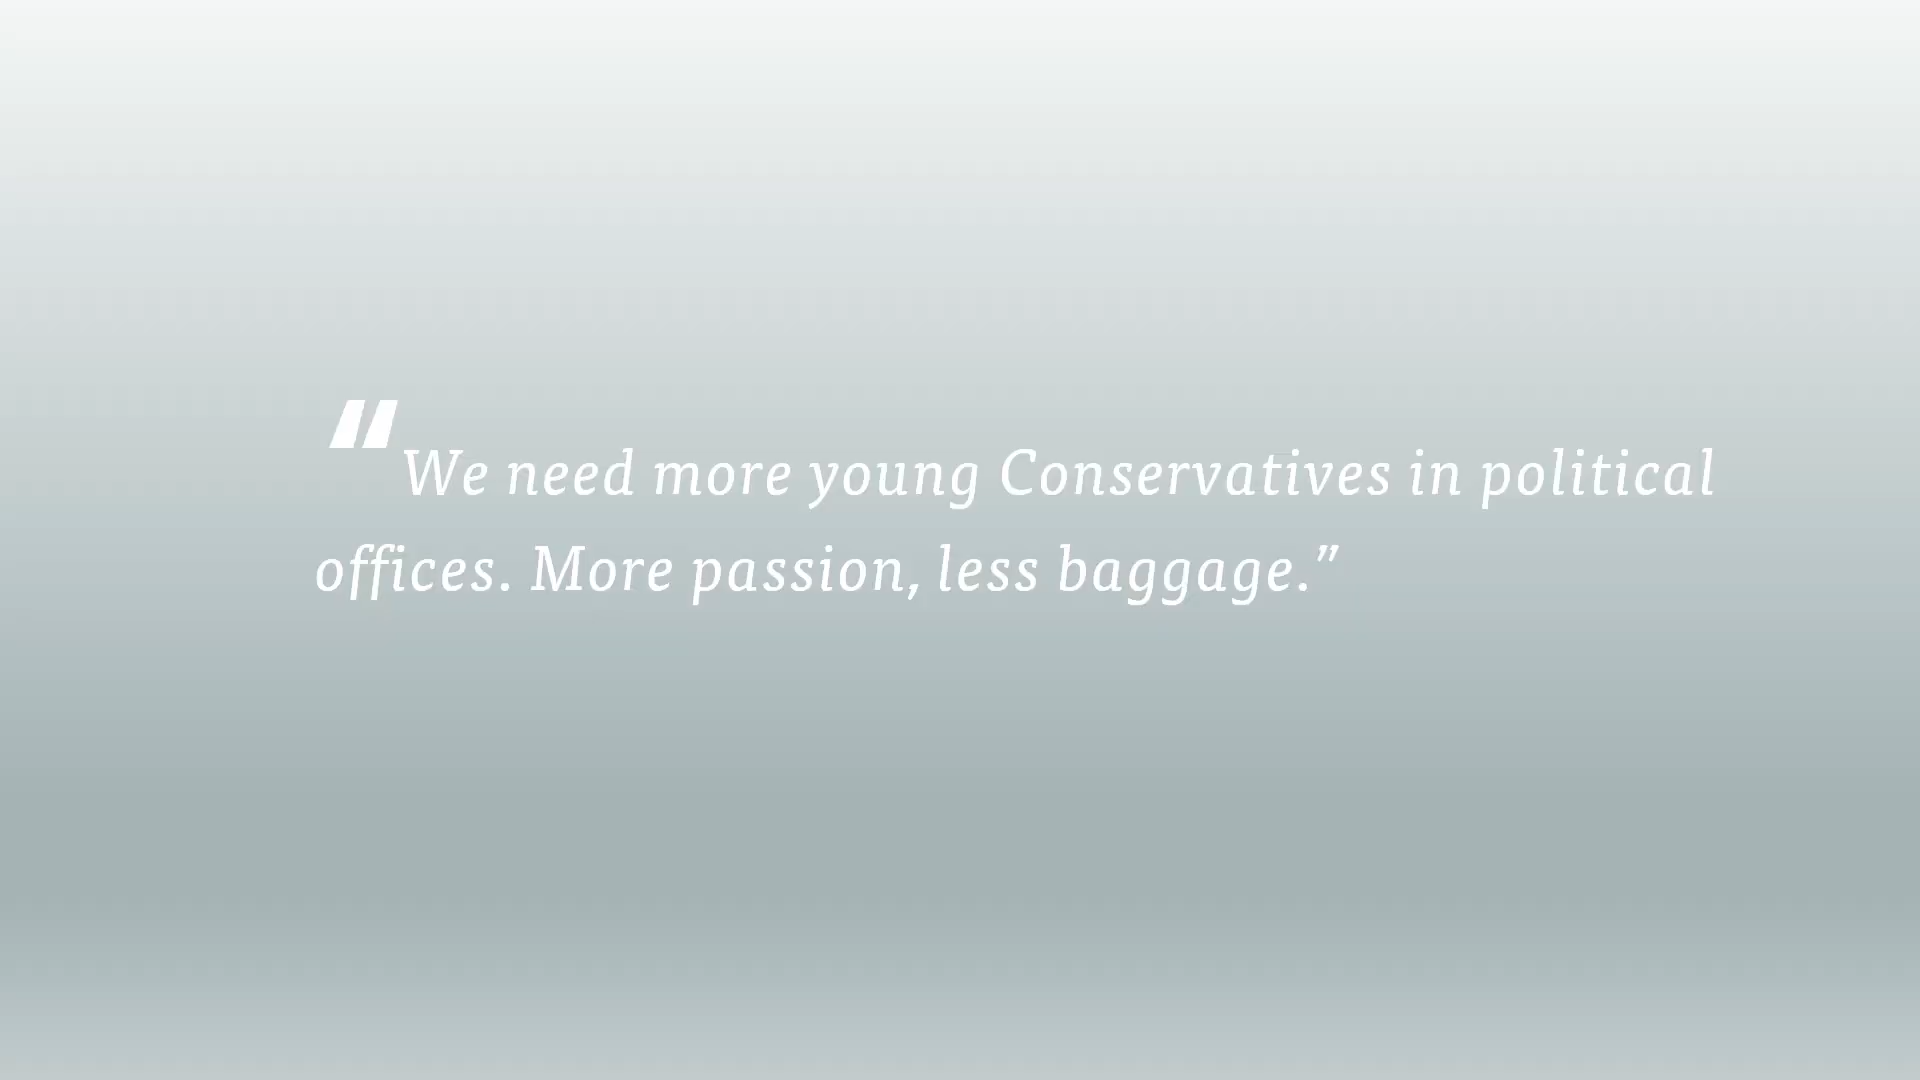 “We need more young Conservatives in political
offices. More passion, less baggage.”